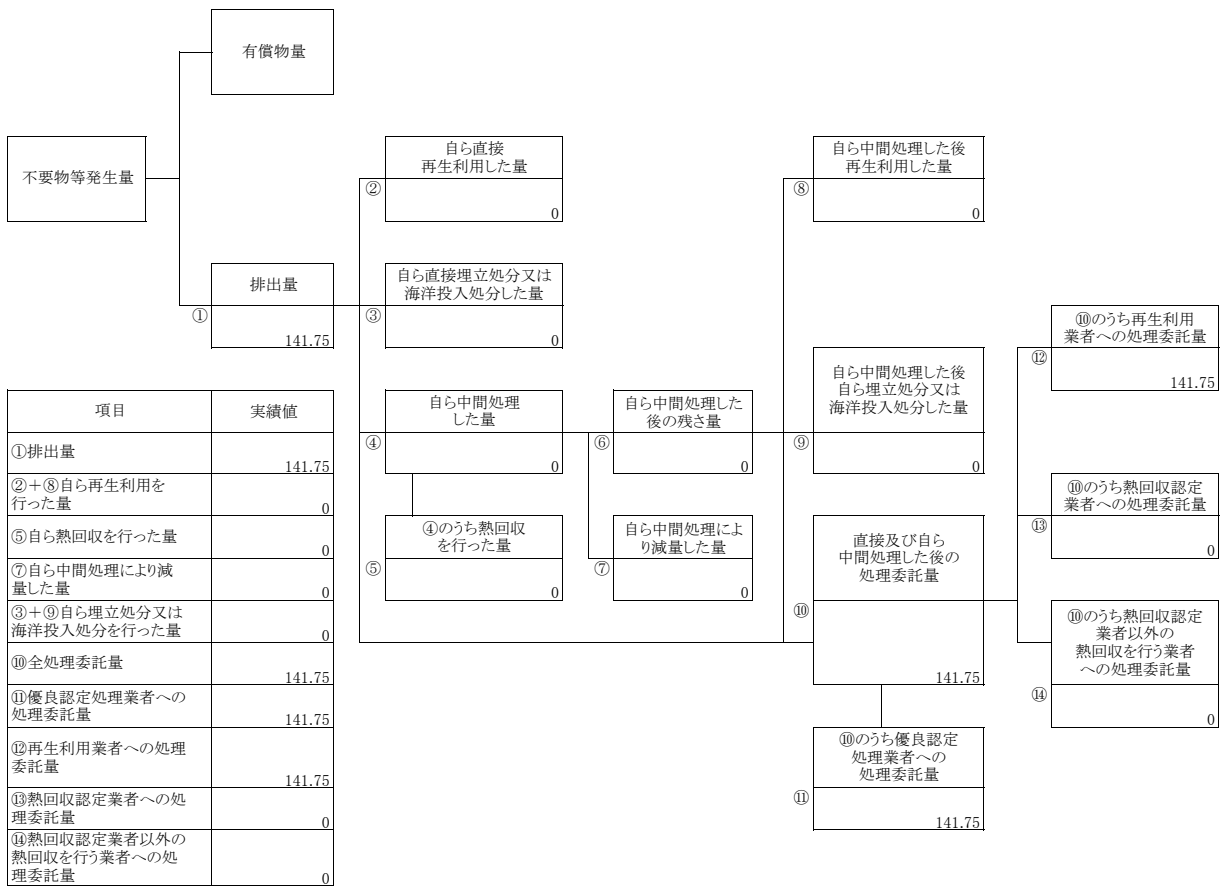 有償物量
不要物等発生量
自ら直接
再生利用した量
②
0
自ら中間処理した後
再生利用した量
⑧
0
排出量
①
141.75
自ら直接埋立処分又は
海洋投入処分した量
③
0
⑩のうち再生利用
業者への処理委託量
⑫
141.75
自ら中間処理
した量
④
0
自ら中間処理した
後の残さ量
⑥
0
自ら中間処理した後
自ら埋立処分又は
海洋投入処分した量
⑨
0
⑩のうち熱回収認定
業者への処理委託量
⑬
0
④のうち熱回収
を行った量
⑤
0
自ら中間処理によ
り減量した量
⑦
0
直接及び自ら
中間処理した後の
処理委託量
⑩
141.75
⑩のうち熱回収認定
業者以外の
熱回収を行う業者
への処理委託量
⑭
0
⑩のうち優良認定
処理業者への
処理委託量
⑪
141.75
項目 実績値
①排出量
141.75
②+⑧自ら再生利用を
行った量
0
⑤自ら熱回収を行った量
0
⑦自ら中間処理により減
量した量
0
③+⑨自ら埋立処分又は
海洋投入処分を行った量
0
⑩全処理委託量
141.75
⑪優良認定処理業者への
処理委託量
141.75
⑫再生利用業者への処理
委託量
141.75
⑬熱回収認定業者への処
理委託量
0
⑭熱回収認定業者以外の
熱回収を行う業者への処
理委託量
0